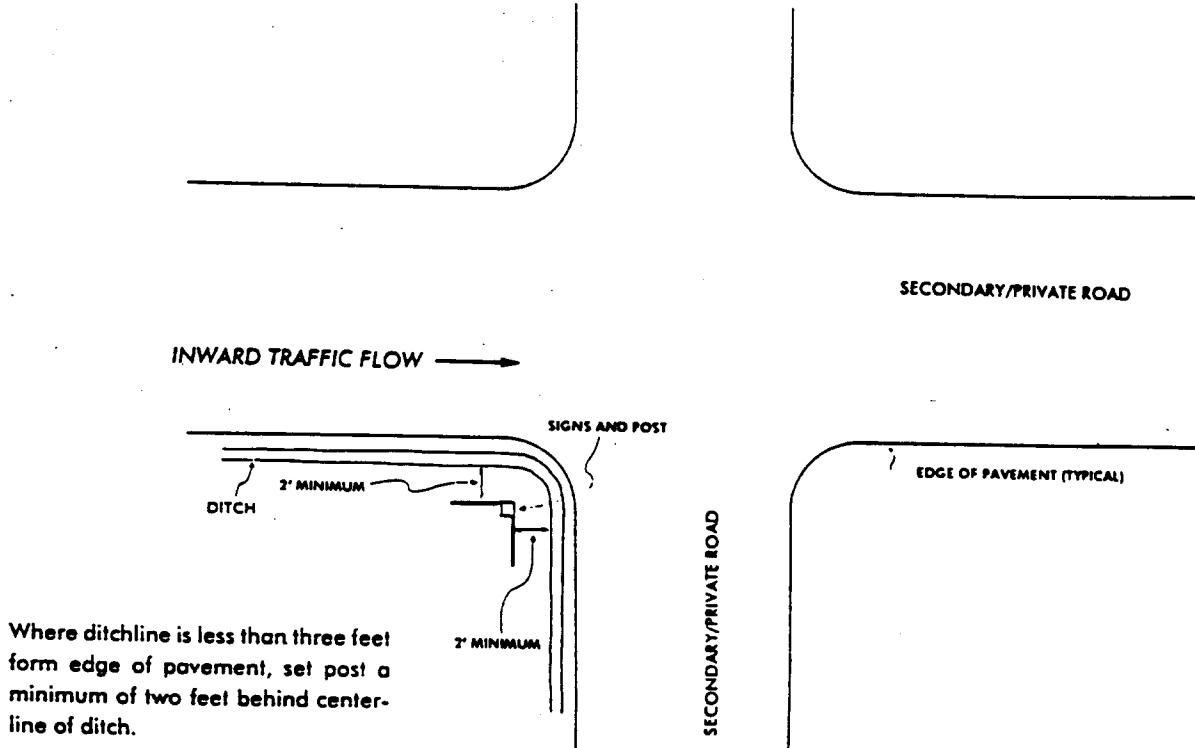 SECONDARY/PRIVATE ROAD
INWARD TRAFFIC FLOW
SIGNS AND POST
EDGE OF PAVEMENT (TYPICAL)
2' MINIMUM
DITCH
SECONDARY/PRIVATE ROAD
2' MINIMUM
Where ditchline is less than three feet
form edge of pavement, set post a
minimum of two feet behind center-
line of ditch.